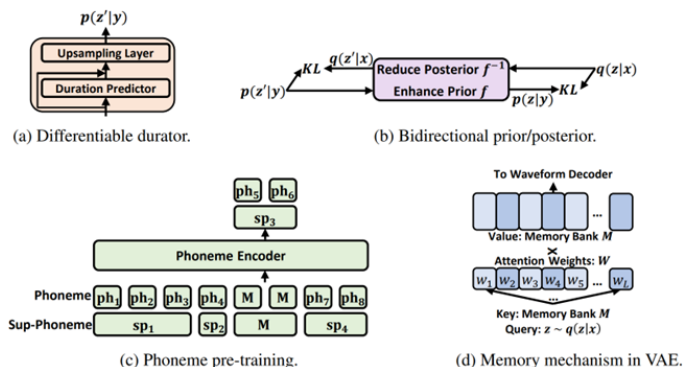 p(z'|y)
Upsampling Layer
Duration Predictor
(a) Differentiable durator.
p(z'|y)
KL
q(z'|x)
Reduce Posterior f⁻¹
Enhance Prior f
p(z|y)
KL
q(z|x)
(b) Bidirectional prior/posterior.
ph₅ ph₆
sp₃
Phoneme Encoder
Phoneme ph₁ ph₂ ph₃ ph₄ M M ph₇ ph₈
Sup-Phoneme sp₁ sp₂ M sp₄
(c) Phoneme pre-training.
To Waveform Decoder
...
Value: Memory Bank M
×
Attention Weights: W
w₁ w₂ w₃ w₄ w₅ ... w_L
...
Key: Memory Bank M
Query: z ~ q(z|x)
(d) Memory mechanism in VAE.